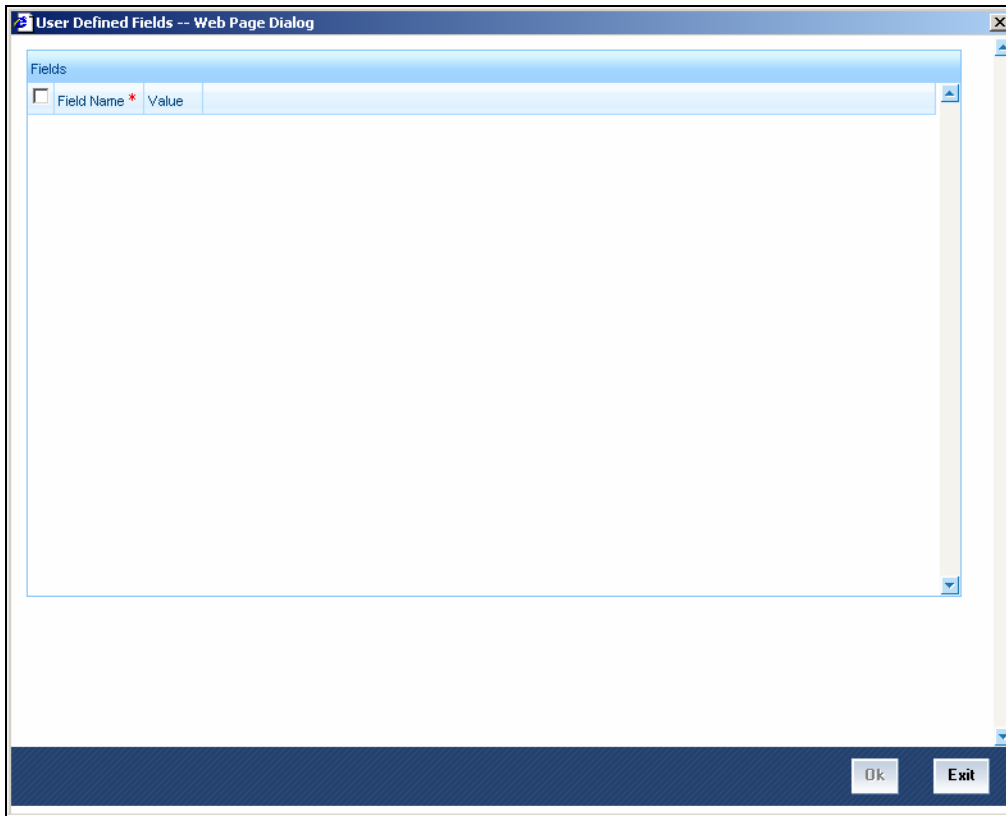 User Defined Fields -- Web Page Dialog
Fields
Field Name * Value
Ok Exit